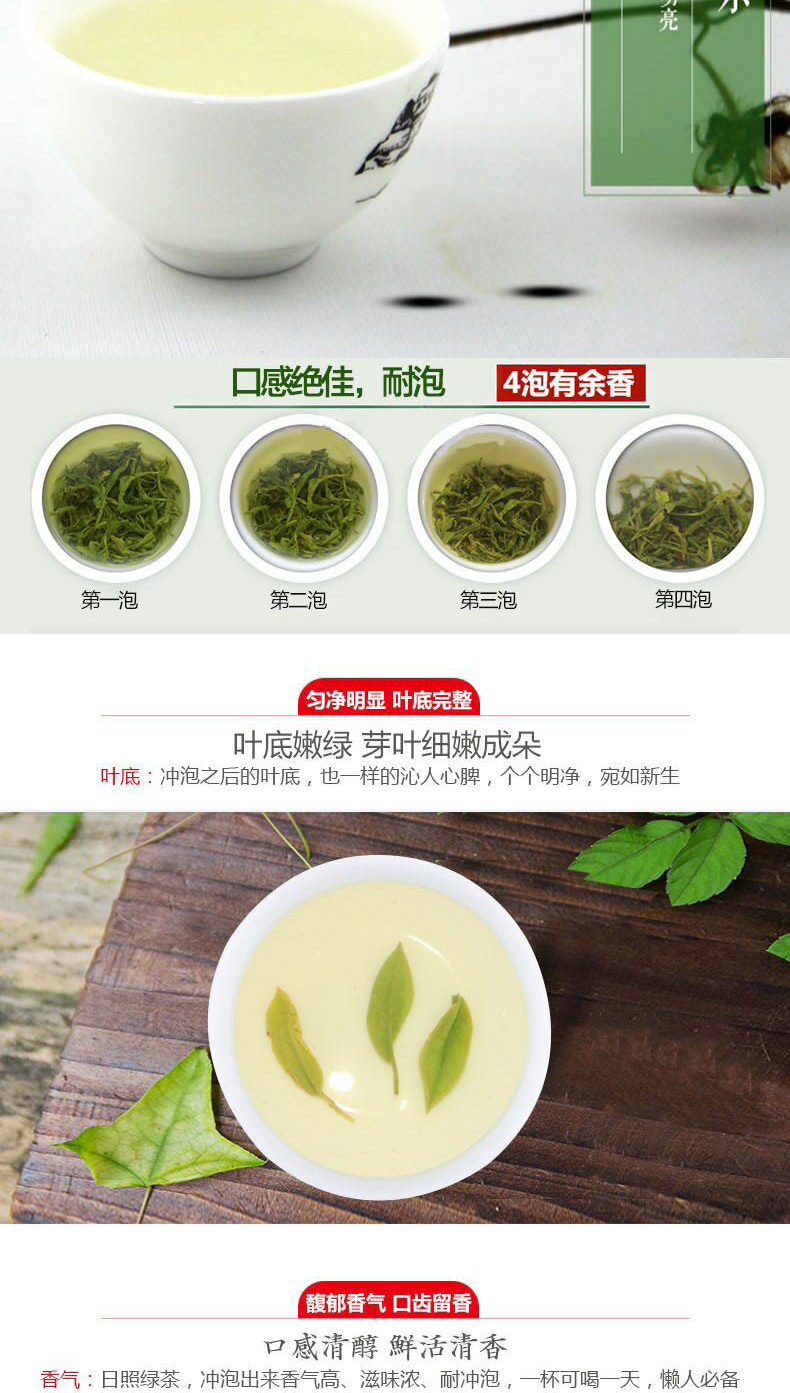 亮
口感绝佳，耐泡
4泡有余香
第一泡
第二泡
第三泡
第四泡
匀净明显 叶底完整
叶底嫩绿 芽叶细嫩成朵
叶底：冲泡之后的叶底，也一样的沁人心脾，个个明净，宛如新生
馥郁香气 口齿留香
口感清醇 鲜活清香
香气：日照绿茶，冲泡出来香气高、滋味浓、耐冲泡，一杯可喝一天，懒人必备